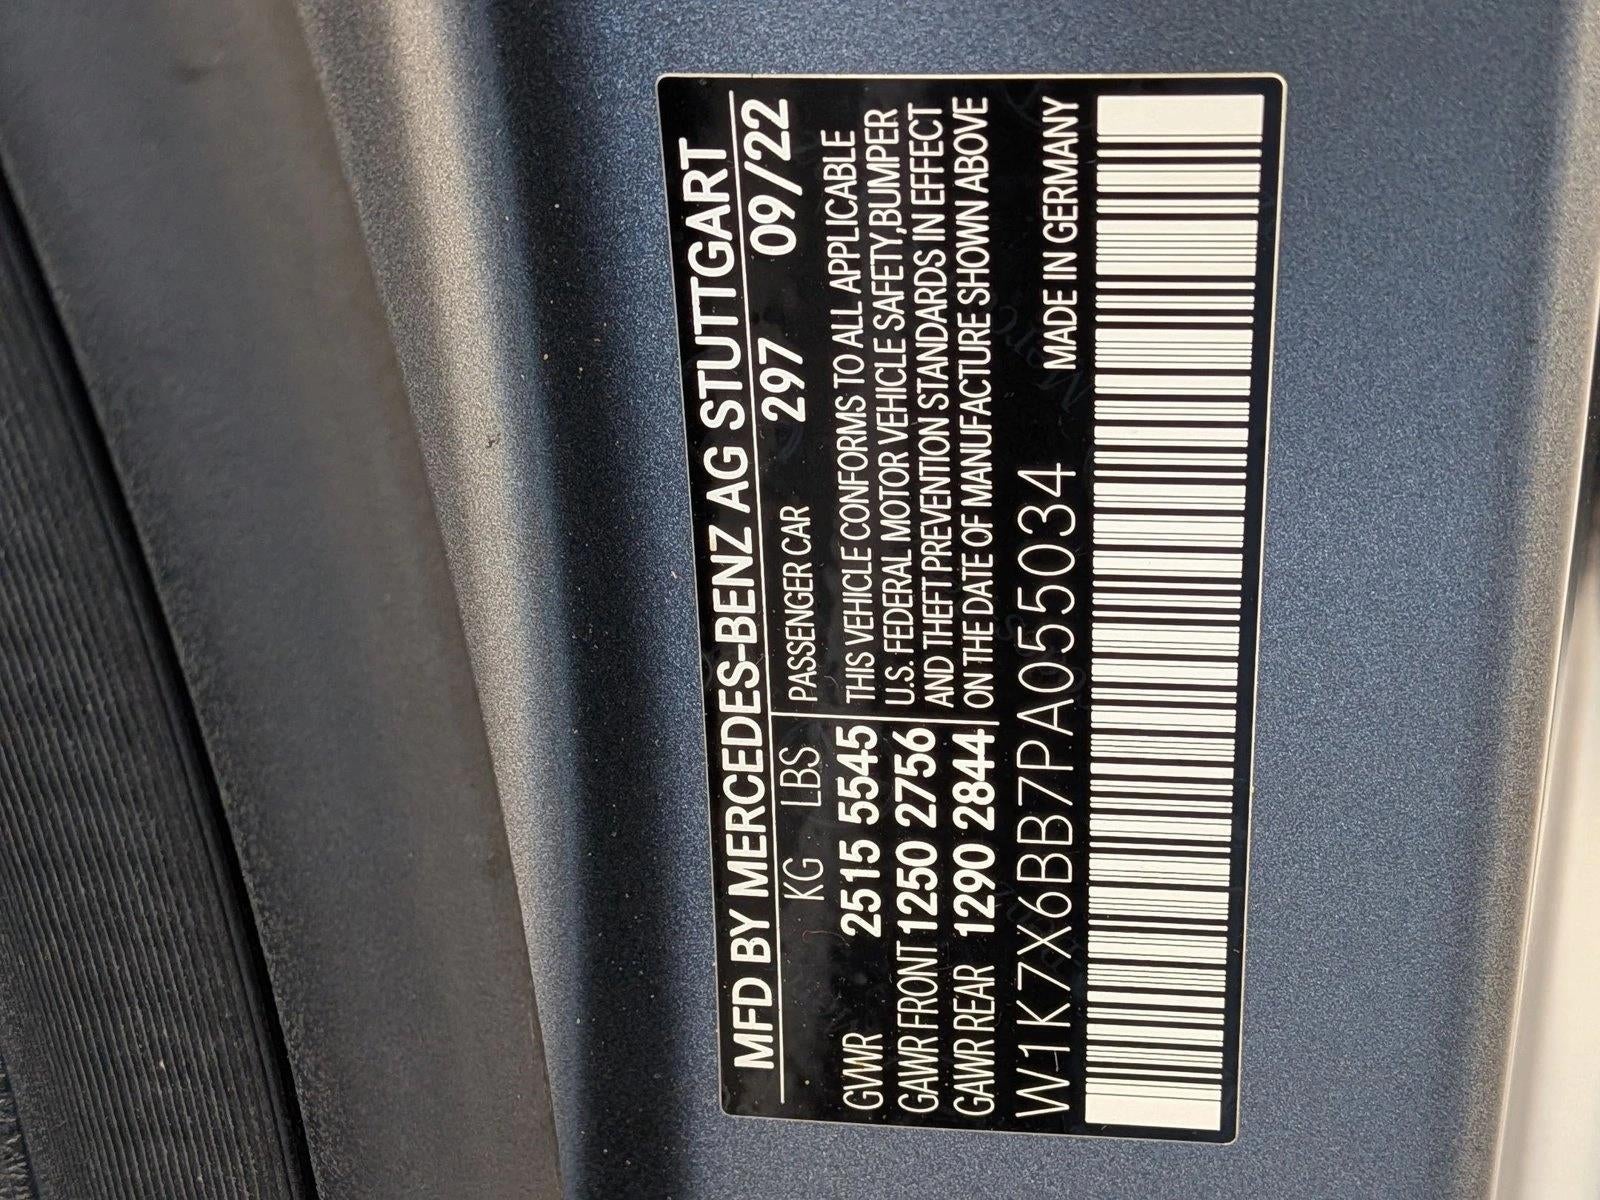 MFD BY MERCEDES-BENZ AG STUTTGART
KG LBS PASSENGER CAR 297 09/22
GVWR 2515 5545 THIS VEHICLE CONFORMS TO ALL APPLICABLE
GAWR FRONT 1250 2756 U.S. FEDERAL MOTOR VEHICLE SAFETY,BUMPER
AND THEFT PREVENTION STANDARDS IN EFFECT
GAWR REAR 1290 2844 ON THE DATE OF MANUFACTURE SHOWN ABOVE
W1K7X6BB7PA055034 MADE IN GERMANY